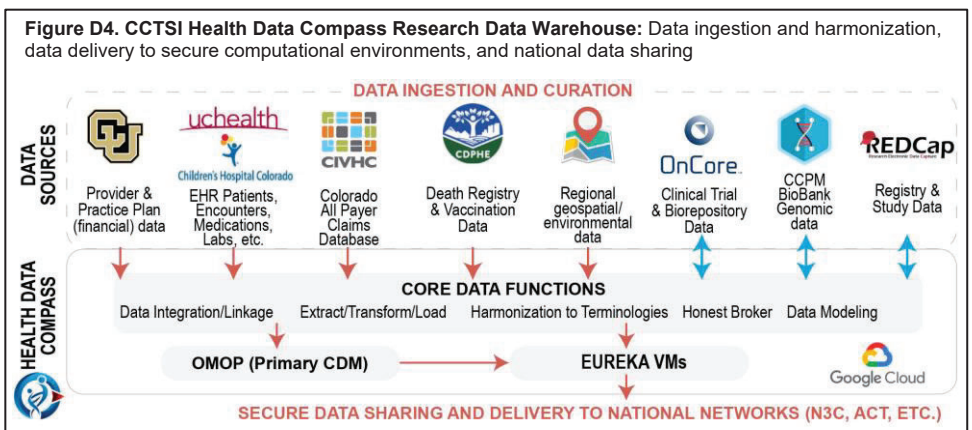 Figure D4. CCTSI Health Data Compass Research Data Warehouse: Data ingestion and harmonization,
data delivery to secure computational environments, and national data sharing
DATA INGESTION AND CURATION
DATA
SOURCES
CU
Provider &
Practice Plan
(financial) data
uchealth
Children's Hospital Colorado
EHR Patients,
Encounters,
Medications,
Labs, etc.
CIVHC
Colorado
All Payer
Claims
Database
CDPHE
Death Registry
& Vaccination
Data
Regional
geospatial/
environmental
data
OnCore
Clinical Trial
& Biorepository
Data
CCPM
BioBank
Genomic
data
REDCap
Research Electronic Data Capture
Registry &
Study Data
HEALTH DATA
COMPASS
CORE DATA FUNCTIONS
Data Integration/Linkage Extract/Transform/Load Harmonization to Terminologies Honest Broker Data Modeling
OMOP (Primary CDM)
EUREKA VMs
Google Cloud
SECURE DATA SHARING AND DELIVERY TO NATIONAL NETWORKS (N3C, ACT, ETC.)